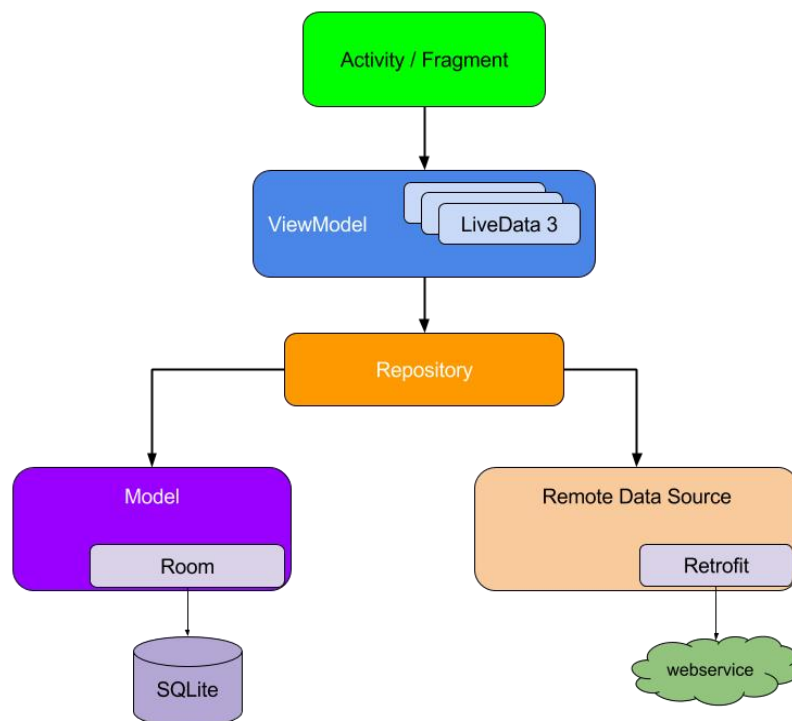 Activity / Fragment
ViewModel
LiveData 3
Repository
Model
Remote Data Source
Room
Retrofit
SQLite
webservice